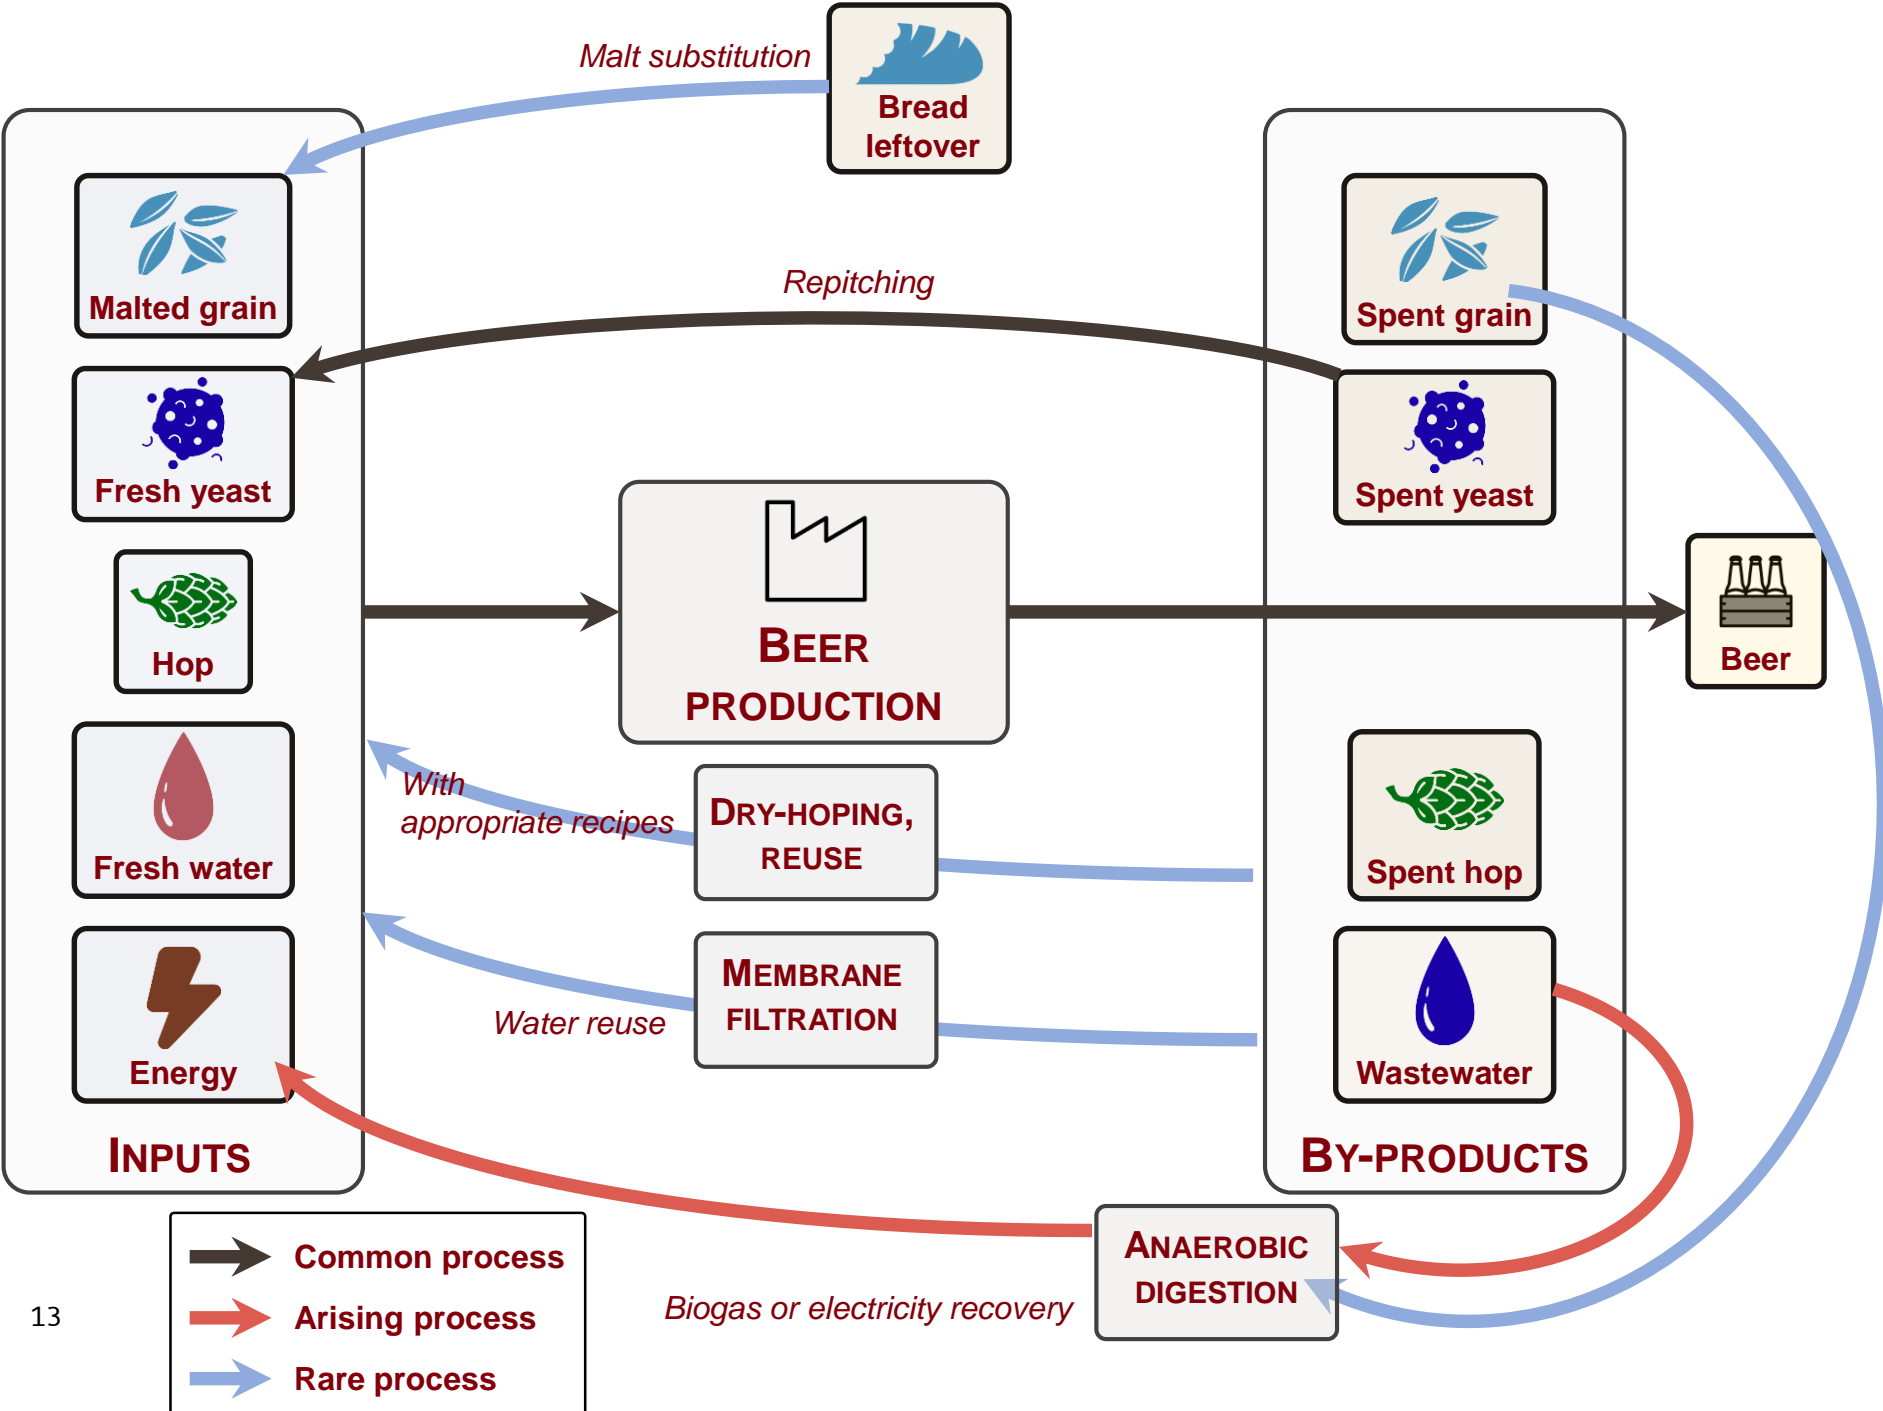 Malt substitution
Bread
leftover
Malted grain
Spent grain
Repitching
Fresh yeast
Spent yeast
Hop
BEER
PRODUCTION
Beer
With
appropriate recipes
DRY-HOPING,
REUSE
Fresh water
Spent hop
MEMBRANE
FILTRATION
Water reuse
Energy
Wastewater
INPUTS
BY-PRODUCTS
ANAEROBIC
DIGESTION
Biogas or electricity recovery
Common process
Arising process
Rare process
13